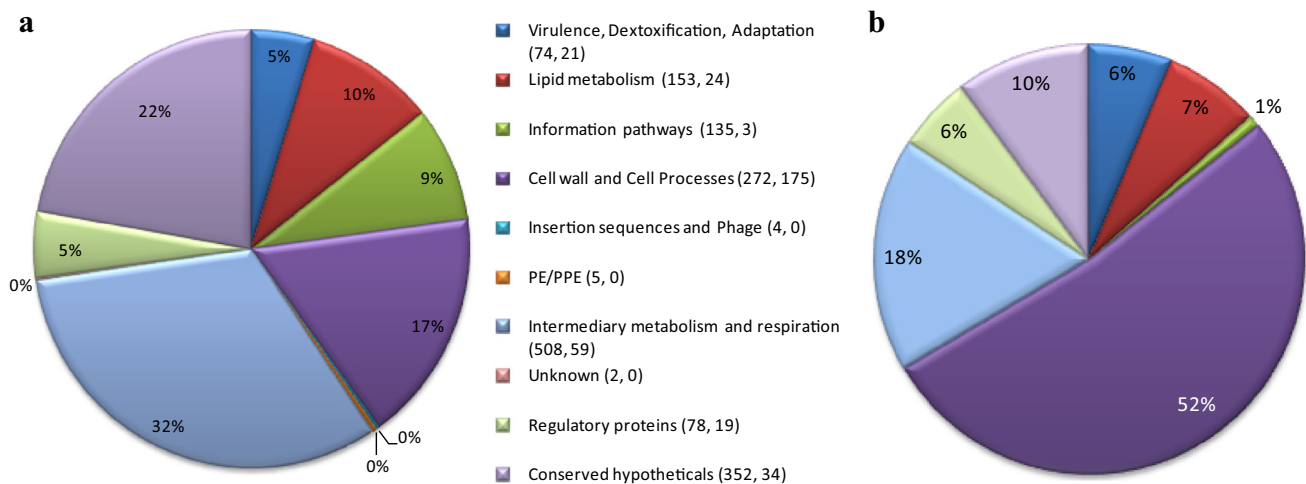 a
5%
10%
9%
17%
0%
0%
32%
0%
5%
22%
Virulence, Dextoxification, Adaptation
(74, 21)
Lipid metabolism (153, 24)
Information pathways (135, 3)
Cell wall and Cell Processes (272, 175)
Insertion sequences and Phage (4, 0)
PE/PPE (5, 0)
Intermediary metabolism and respiration
(508, 59)
Unknown (2, 0)
Regulatory proteins (78, 19)
Conserved hypotheticals (352, 34)
b
6%
7%
1%
52%
18%
6%
10%